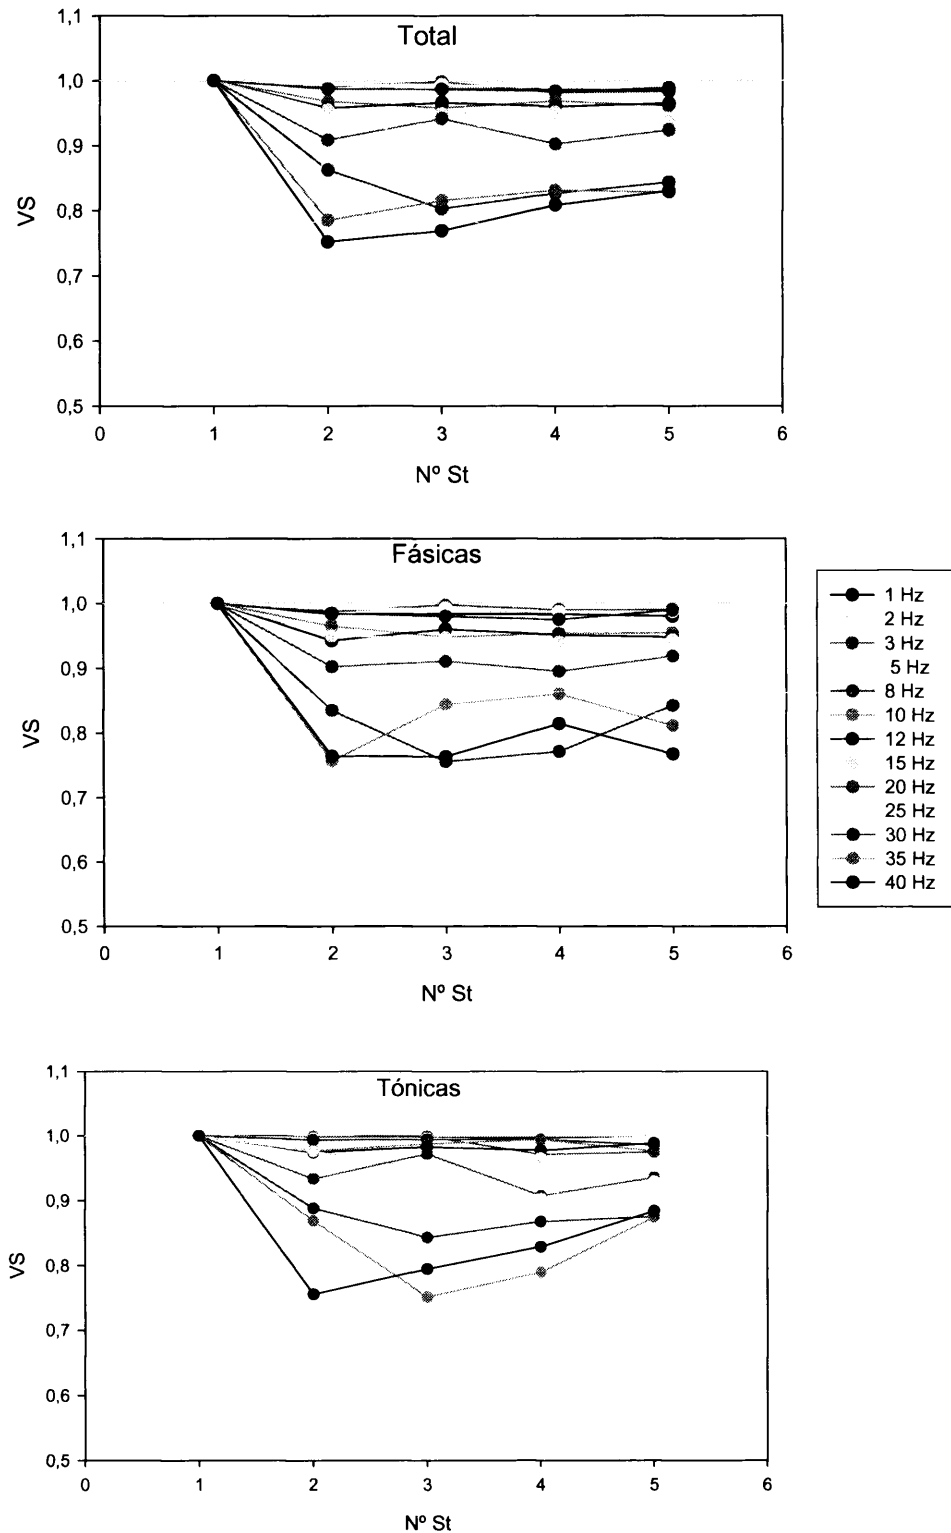 Total
1,1
1,0
0,9
0,8
0,7
0,6
0,5
VS
0 1 2 3 4 5 6
Nº St
Fásicas
1,1
1,0
0,9
0,8
0,7
0,6
0,5
VS
0 1 2 3 4 5 6
Nº St
1 Hz
2 Hz
3 Hz
5 Hz
8 Hz
10 Hz
12 Hz
15 Hz
20 Hz
25 Hz
30 Hz
35 Hz
40 Hz
Tónicas
1,1
1,0
0,9
0,8
0,7
0,6
0,5
VS
0 1 2 3 4 5 6
Nº St